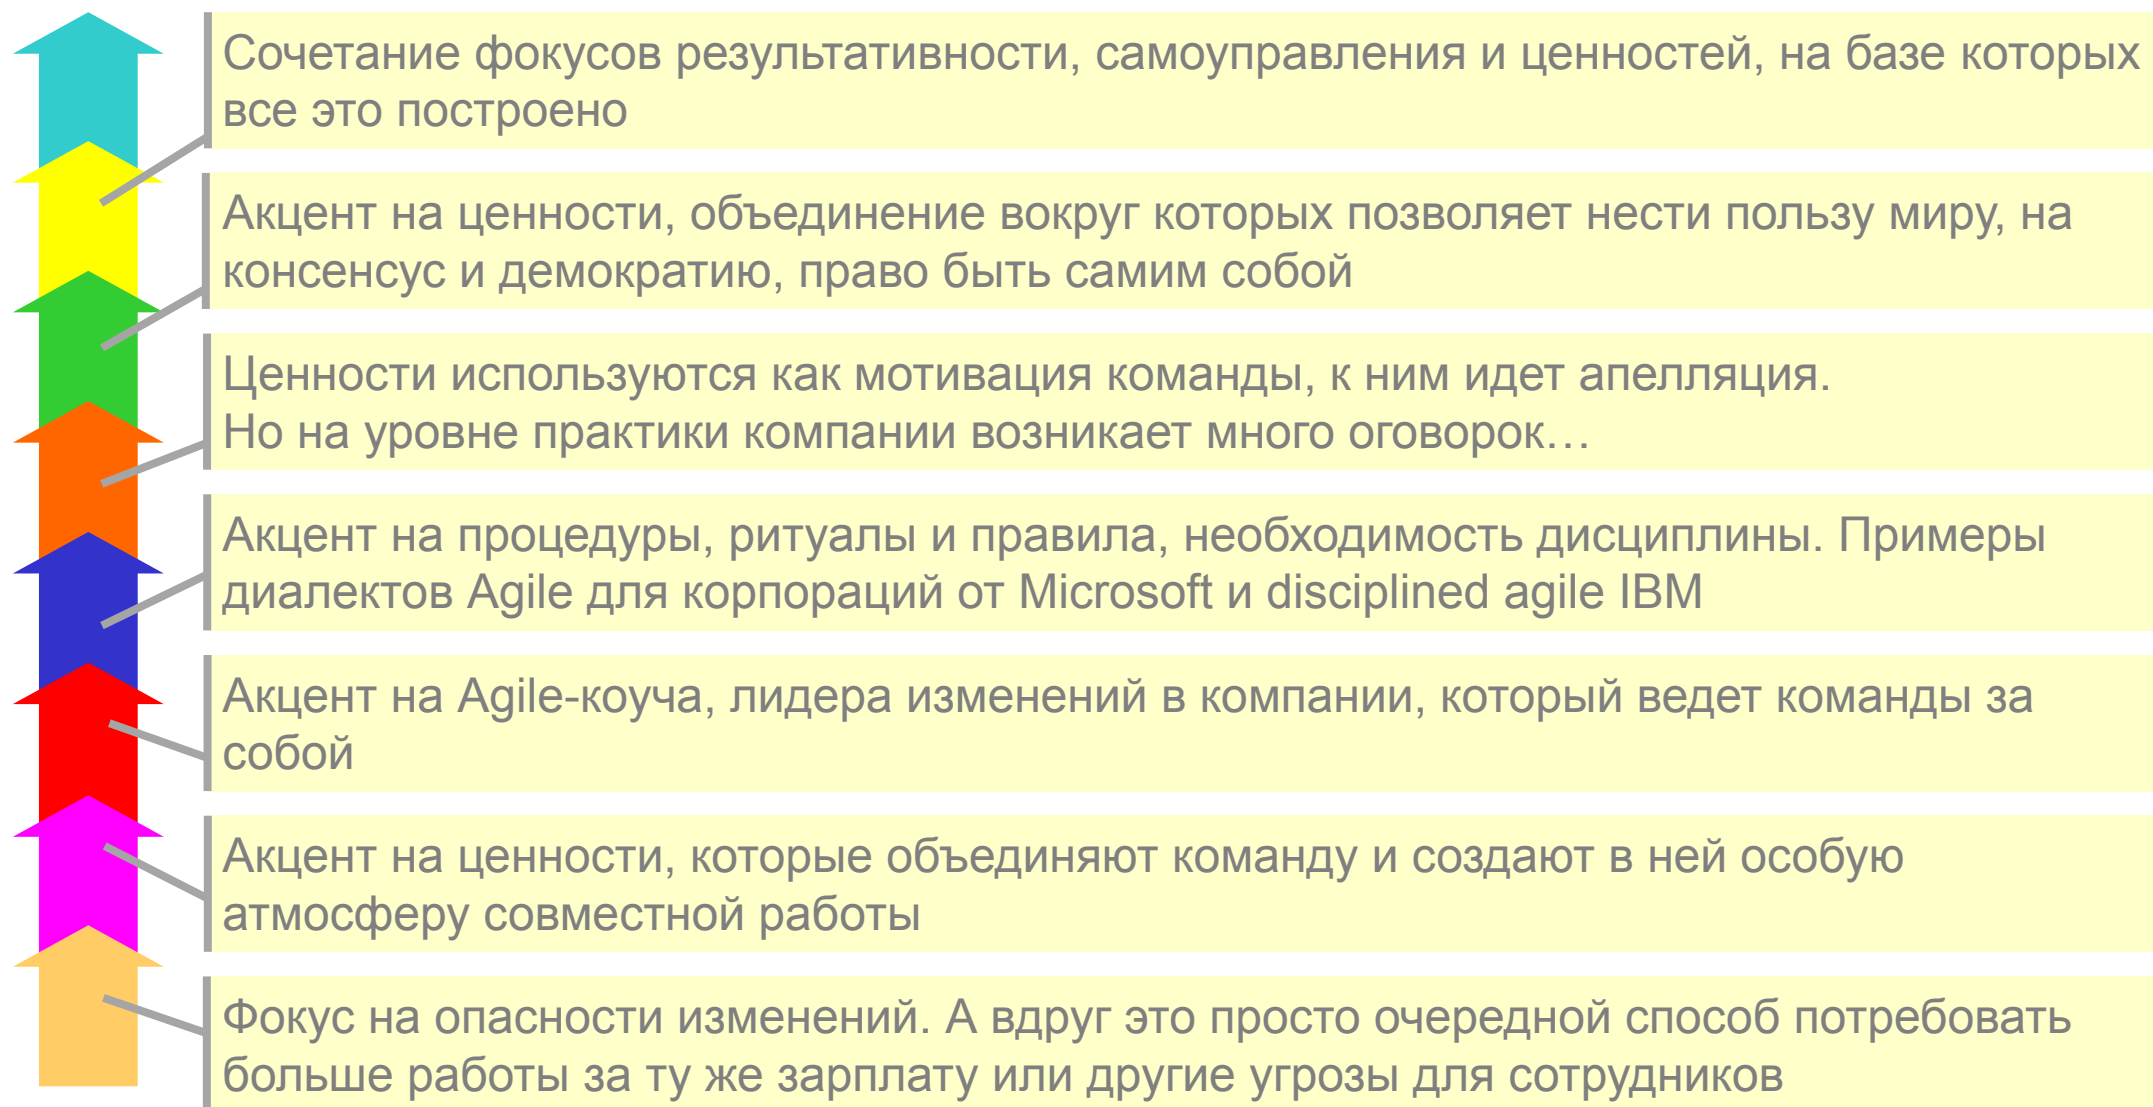 Сочетание фокусов результативности, самоуправления и ценностей, на базе которых
все это построено
Акцент на ценности, объединение вокруг которых позволяет нести пользу миру, на
консенсус и демократию, право быть самим собой
Ценности используются как мотивация команды, к ним идет апелляция.
Но на уровне практики компании возникает много оговорок…
Акцент на процедуры, ритуалы и правила, необходимость дисциплины. Примеры
диалектов Agile для корпораций от Microsoft и disciplined agile IBM
Акцент на Agile-коуча, лидера изменений в компании, который ведет команды за
собой
Акцент на ценности, которые объединяют команду и создают в ней особую
атмосферу совместной работы
Фокус на опасности изменений. А вдруг это просто очередной способ потребовать
больше работы за ту же зарплату или другие угрозы для сотрудников